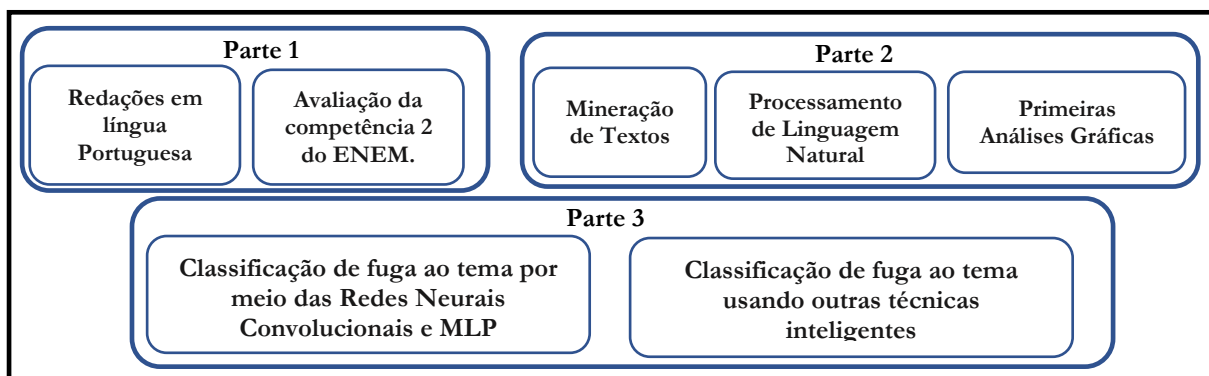 Parte 1
Redações em
língua
Portuguesa
Avaliação da
competência 2
do ENEM.
Parte 2
Mineração
de Textos
Processamento
de Linguagem
Natural
Primeiras
Análises Gráficas
Parte 3
Classificação de fuga ao tema por
meio das Redes Neurais
Convolucionais e MLP
Classificação de fuga ao tema
usando outras técnicas
inteligentes